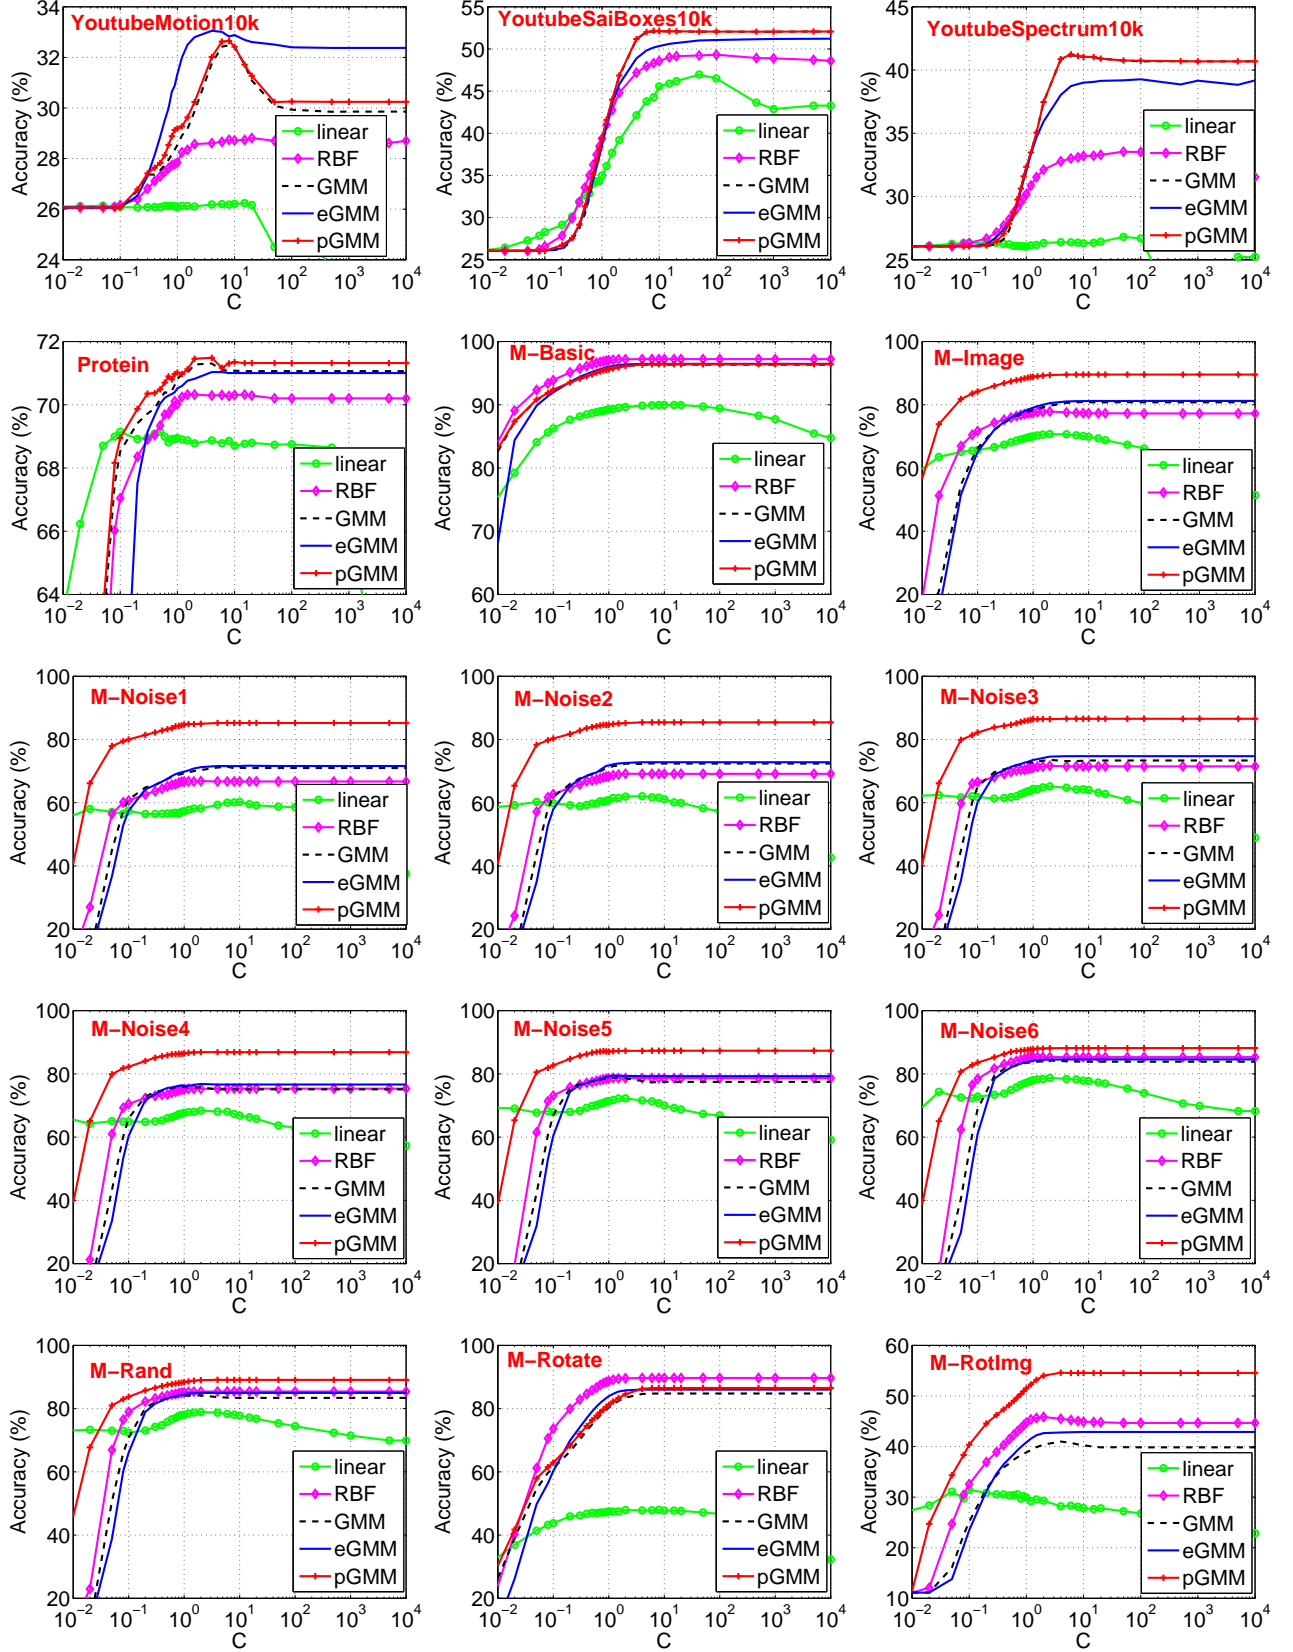 YoutubeMotion10k
Accuracy (%)
34
32
30
28
26
24
10−2 10−1 100 101 102 103 104
C
linear
RBF
GMM
eGMM
pGMM
YoutubeSaiBoxes10k
Accuracy (%)
55
50
45
40
35
30
25
10−2 10−1 100 101 102 103 104
C
linear
RBF
GMM
eGMM
pGMM
YoutubeSpectrum10k
Accuracy (%)
45
40
35
30
25
10−2 10−1 100 101 102 103 104
C
linear
RBF
GMM
eGMM
pGMM
Protein
Accuracy (%)
72
70
68
66
64
10−2 10−1 100 101 102 103 104
C
linear
RBF
GMM
eGMM
pGMM
M−Basic
Accuracy (%)
100
90
80
70
60
10−2 10−1 100 101 102 103 104
C
linear
RBF
GMM
eGMM
pGMM
M−Image
Accuracy (%)
100
80
60
40
20
10−2 10−1 100 101 102 103 104
C
linear
RBF
GMM
eGMM
pGMM
M−Noise1
Accuracy (%)
100
80
60
40
20
10−2 10−1 100 101 102 103 104
C
linear
RBF
GMM
eGMM
pGMM
M−Noise2
Accuracy (%)
100
80
60
40
20
10−2 10−1 100 101 102 103 104
C
linear
RBF
GMM
eGMM
pGMM
M−Noise3
Accuracy (%)
100
80
60
40
20
10−2 10−1 100 101 102 103 104
C
linear
RBF
GMM
eGMM
pGMM
M−Noise4
Accuracy (%)
100
80
60
40
20
10−2 10−1 100 101 102 103 104
C
linear
RBF
GMM
eGMM
pGMM
M−Noise5
Accuracy (%)
100
80
60
40
20
10−2 10−1 100 101 102 103 104
C
linear
RBF
GMM
eGMM
pGMM
M−Noise6
Accuracy (%)
100
80
60
40
20
10−2 10−1 100 101 102 103 104
C
linear
RBF
GMM
eGMM
pGMM
M−Rand
Accuracy (%)
100
80
60
40
20
10−2 10−1 100 101 102 103 104
C
linear
RBF
GMM
eGMM
pGMM
M−Rotate
Accuracy (%)
100
80
60
40
20
10−2 10−1 100 101 102 103 104
C
linear
RBF
GMM
eGMM
pGMM
M−RotImg
Accuracy (%)
60
50
40
30
20
10
10−2 10−1 100 101 102 103 104
C
linear
RBF
GMM
eGMM
pGMM